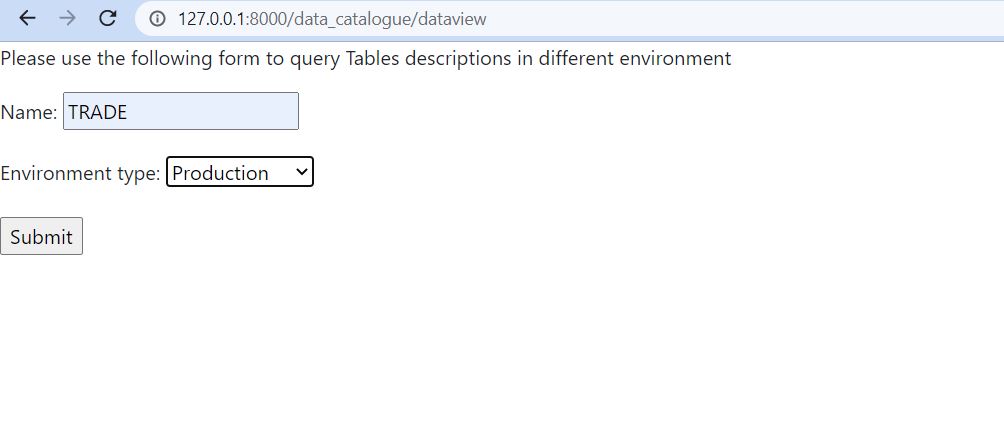 127.0.0.1:8000/data_catalogue/dataview
Please use the following form to query Tables descriptions in different environment
Name: TRADE
Environment type: Production
Submit